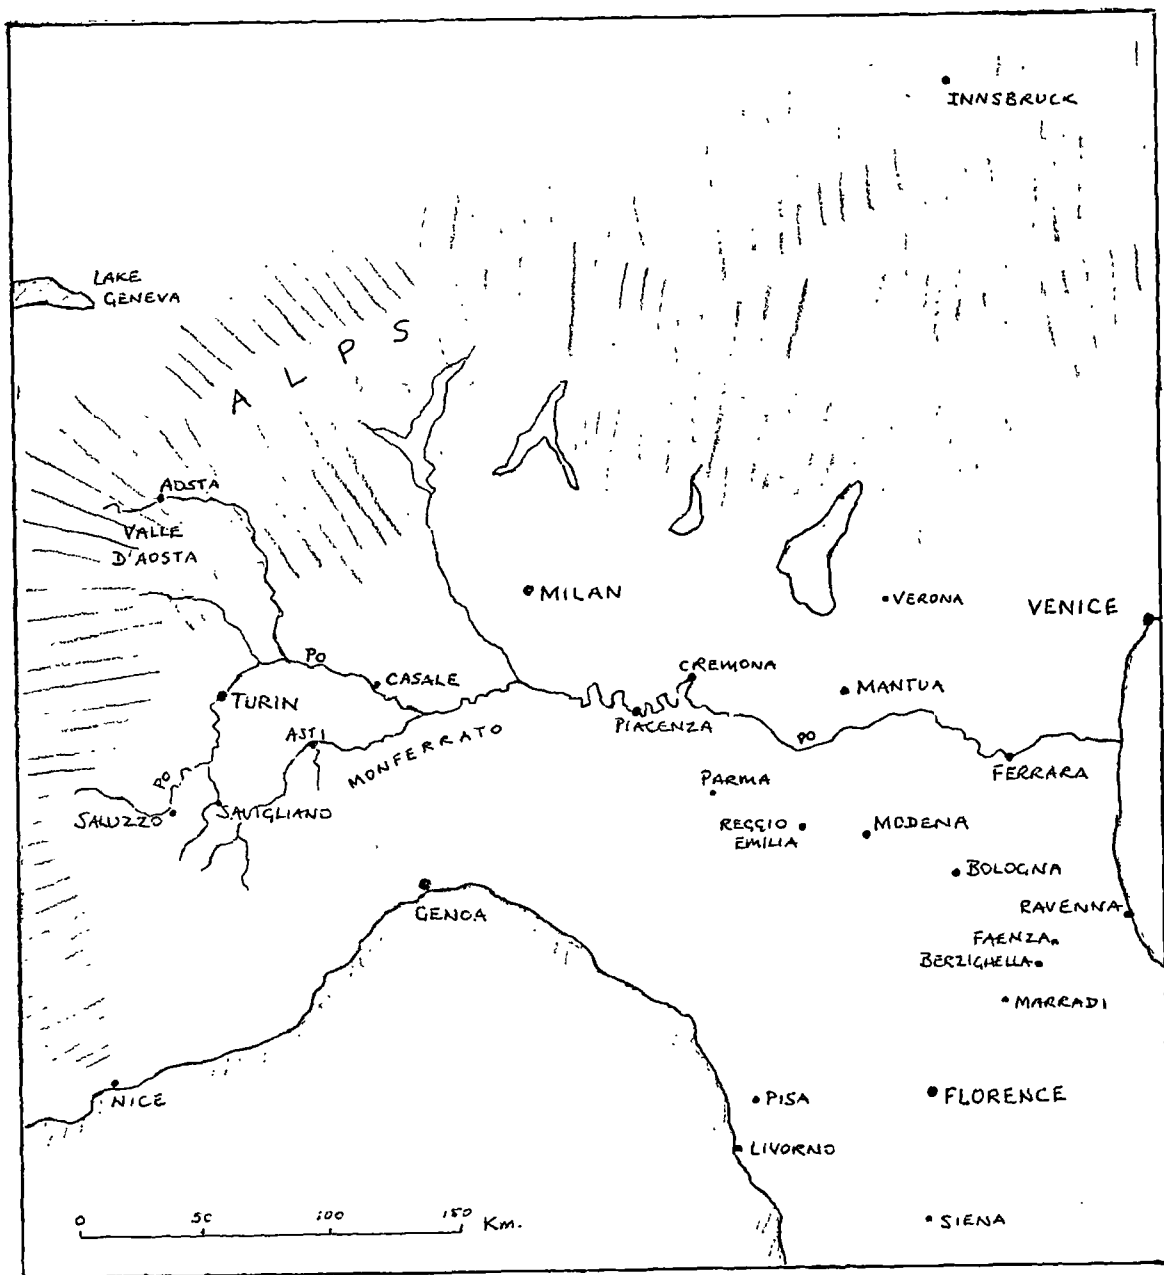 INNSBRUCK
LAKE
GENEVA
ALPS
AOSTA
VALLE
D'AOSTA
MILAN
VERONA
VENICE
PO
CASALE
CREMONA
TURIN
MANTUA
ASTI
PIACENZA
MONFERRATO
PO
FERRARA
PO
PARMA
SALUZZO
SAVIGLIANO
REGGIO
EMILIA
MODENA
BOLOGNA
GENOA
RAVENNA
FAENZA
BERZIGHELLA
MARRADI
NICE
PISA
FLORENCE
LIVORNO
0 50 100 150 Km.
SIENA